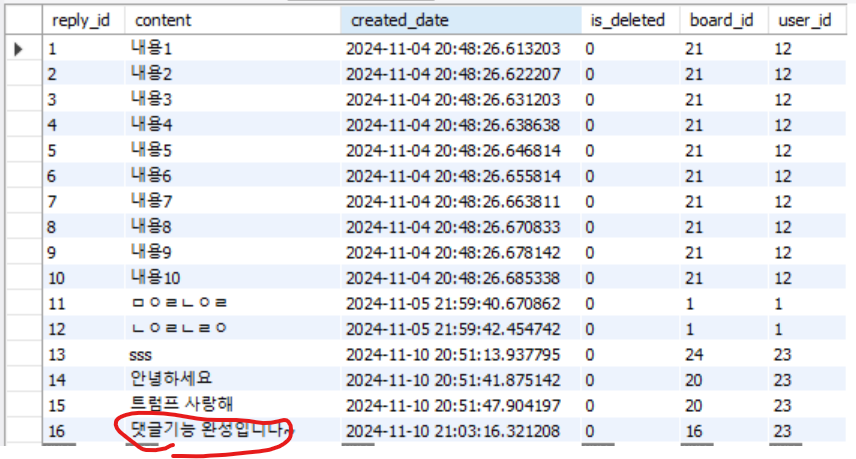 reply_id content created_date is_deleted board_id user_id
1 내용1 2024-11-04 20:48:26.613203 0 21 12
2 내용2 2024-11-04 20:48:26.622207 0 21 12
3 내용3 2024-11-04 20:48:26.631203 0 21 12
4 내용4 2024-11-04 20:48:26.638638 0 21 12
5 내용5 2024-11-04 20:48:26.646814 0 21 12
6 내용6 2024-11-04 20:48:26.655814 0 21 12
7 내용7 2024-11-04 20:48:26.663811 0 21 12
8 내용8 2024-11-04 20:48:26.670833 0 21 12
9 내용9 2024-11-04 20:48:26.678142 0 21 12
10 내용10 2024-11-04 20:48:26.685338 0 21 12
11 ㅁㅇㄹㄴㅇㄹ 2024-11-05 21:59:40.670862 0 1 1
12 ㄴㅇㄹㄴㄹㅇ 2024-11-05 21:59:42.454742 0 1 1
13 sss 2024-11-10 20:51:13.937795 0 24 23
14 안녕하세요 2024-11-10 20:51:41.875142 0 20 23
15 트럼프 사랑해 2024-11-10 20:51:47.904197 0 20 23
16 댓글기능 완성입니다~ 2024-11-10 21:03:16.321208 0 16 23